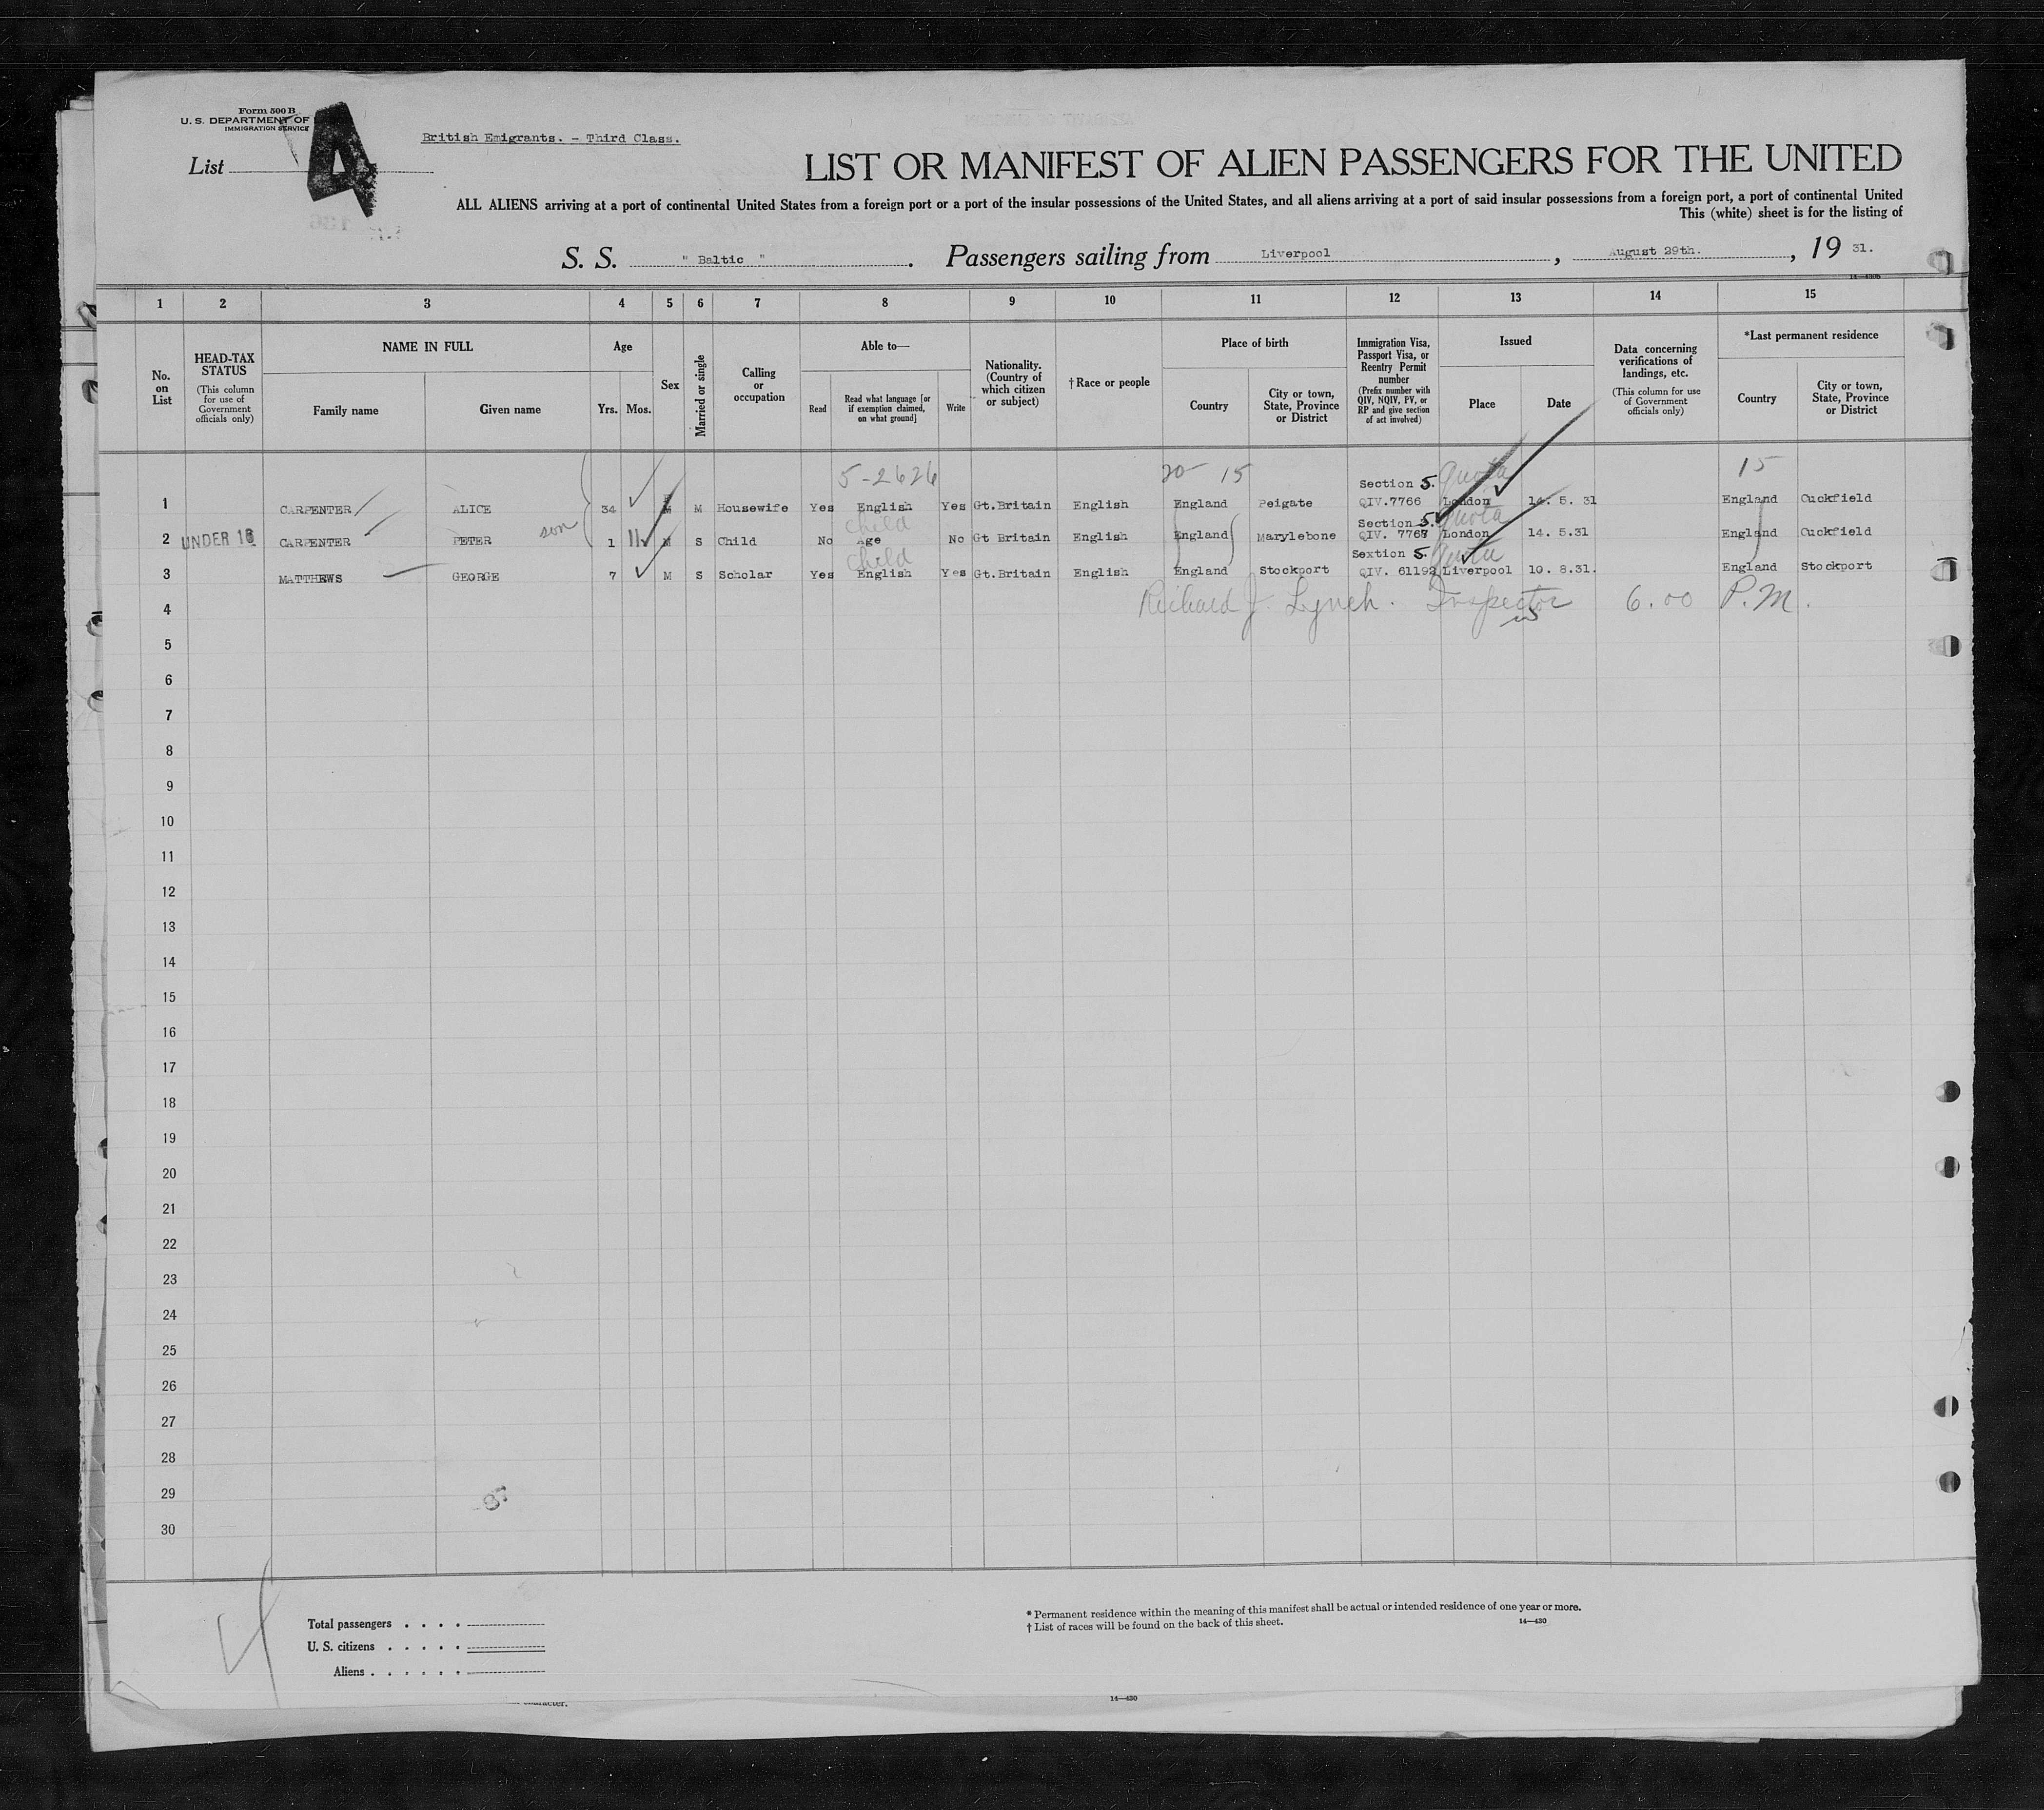 Form 500 B
U. S. DEPARTMENT OF
IMMIGRATION SERVICE
List 4
British Emigrants. - Third Class.
LIST OR MANIFEST OF ALIEN PASSENGERS FOR THE UNITED
ALL ALIENS arriving at a port of continental United States from a foreign port or a port of the insular possessions of the United States, and all aliens arriving at a port of said insular possessions from a foreign port, a port of continental United
This (white) sheet is for the listing of
S. S. " Baltic ". Passengers sailing from Liverpool, August 29th., 19 31.
1 2 3 4 5 6 7 8 9 10 11 12 13 14 15
No. on List
HEAD-TAX STATUS
(This column for use of Government officials only)
NAME IN FULL
Family name
Given name
Age
Yrs. Mos.
Sex
Married or single
Calling or occupation
Able to—
Read
Read what language [or if exemption claimed, on what ground]
Write
Nationality. (Country of which citizen or subject)
†Race or people
Place of birth
Country
City or town, State, Province or District
Immigration Visa, Passport Visa, or Reentry Permit number
(Prefix number with QIV, NQIV, PV, or RP and give section of act involved)
Issued
Place
Date
Data concerning verifications of landings, etc.
(This column for use of Government officials only)
*Last permanent residence
Country
City or town, State, Province or District
5-2626 20 15 Section 5. Quota 15
1 CARPENTER ALICE 34 M Housewife Yes English Yes Gt.Britain English England Peigate QIV.7766 London 14. 5. 31 England Cuckfield
son child Section 5. Quota
2 UNDER 16 CARPENTER PETER 1 11 M S Child No Age No Gt Britain English England Marylebone QIV. 7767 London 14. 5.31 England Cuckfield
child Sextion 5. Quota
3 MATTHEWS GEORGE 7 M S Scholar Yes English Yes Gt.Britain English England Stockport QIV. 61192 Liverpool 10. 8.31. England Stockport
4 Richard J. Lynch. Inspector 6.00 P.M.
5
6
7
8
9
10
11
12
13
14
15
16
17
18
19
20
21
22
23
24
25
26
27
28
29
30
Total passengers
U. S. citizens
Aliens
* Permanent residence within the meaning of this manifest shall be actual or intended residence of one year or more.
† List of races will be found on the back of this sheet.
14—430
character.
14—430